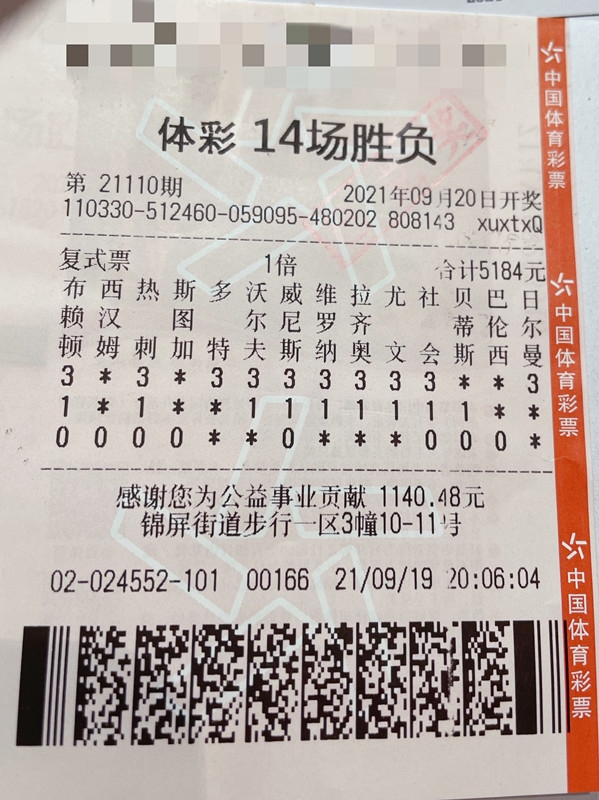 体彩 14场胜负
第 21110期 2021年09月20日开奖
110330-512460-059095-480202 808143 xuxtxQ
复式票 1倍 合计5184元
布 西 热 斯 多 沃 威 维 拉 尤 社 贝 巴 日
赖 汉 图 尔 尼 罗 齐 蒂 伦 尔
顿 姆 刺 加 特 夫 斯 纳 奥 文 会 斯 西 曼
3 * 3 * 3 3 3 3 3 3 3 * * 3
1 * 1 * * 1 1 1 1 1 1 1 * *
0 0 0 0 * * 0 * * * 0 0 0 *
感谢您为公益事业贡献 1140.48元
锦屏街道步行一区3幢10-11号
02-024552-101 00166 21/09/19 20:06:04
中国体育彩票
中国体育彩票
中国体育彩票